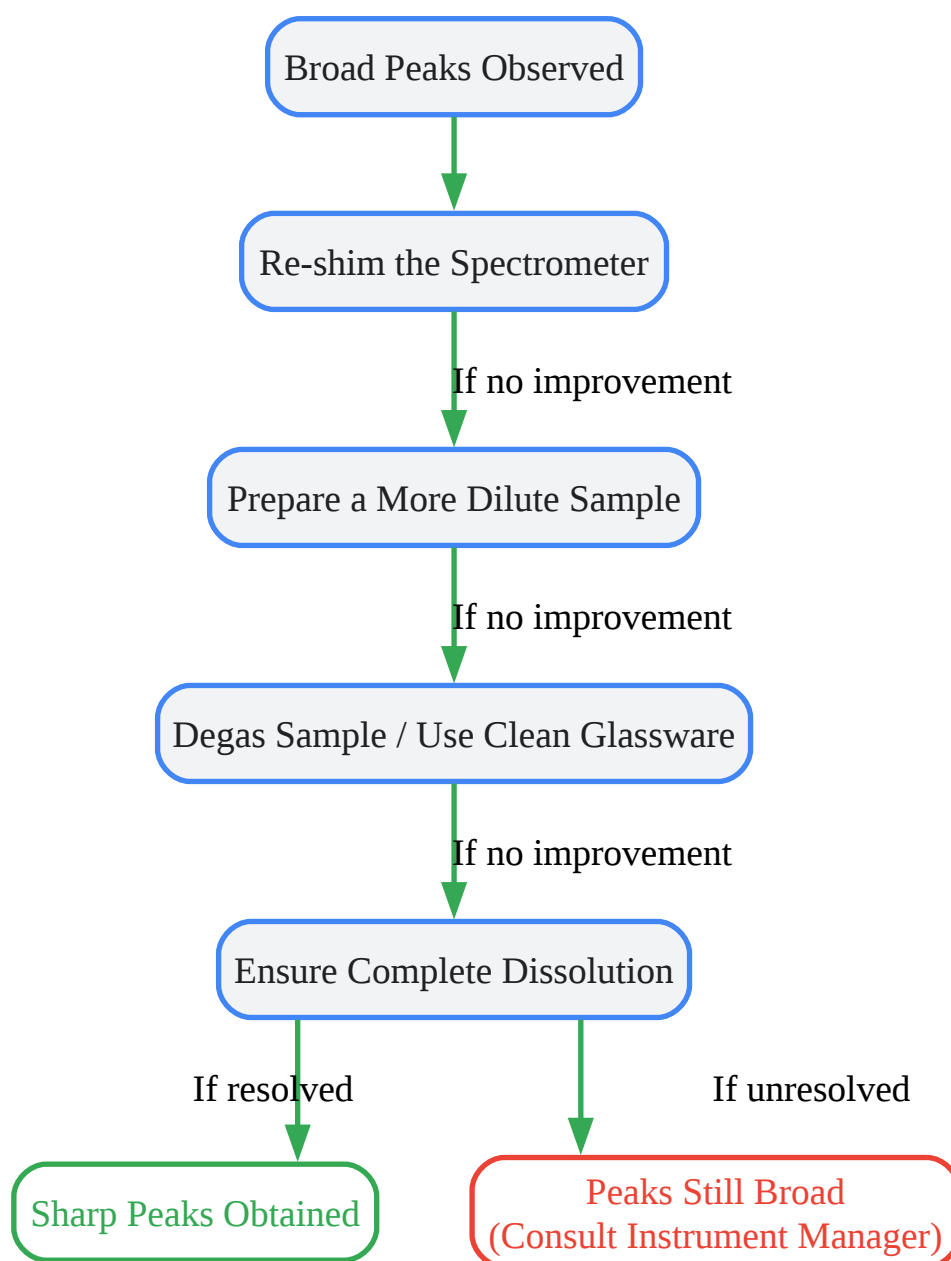 Broad Peaks Observed
Re-shim the Spectrometer
If no improvement
Prepare a More Dilute Sample
If no improvement
Degas Sample / Use Clean Glassware
If no improvement
Ensure Complete Dissolution
If resolved
If unresolved
Sharp Peaks Obtained
Peaks Still Broad
(Consult Instrument Manager)